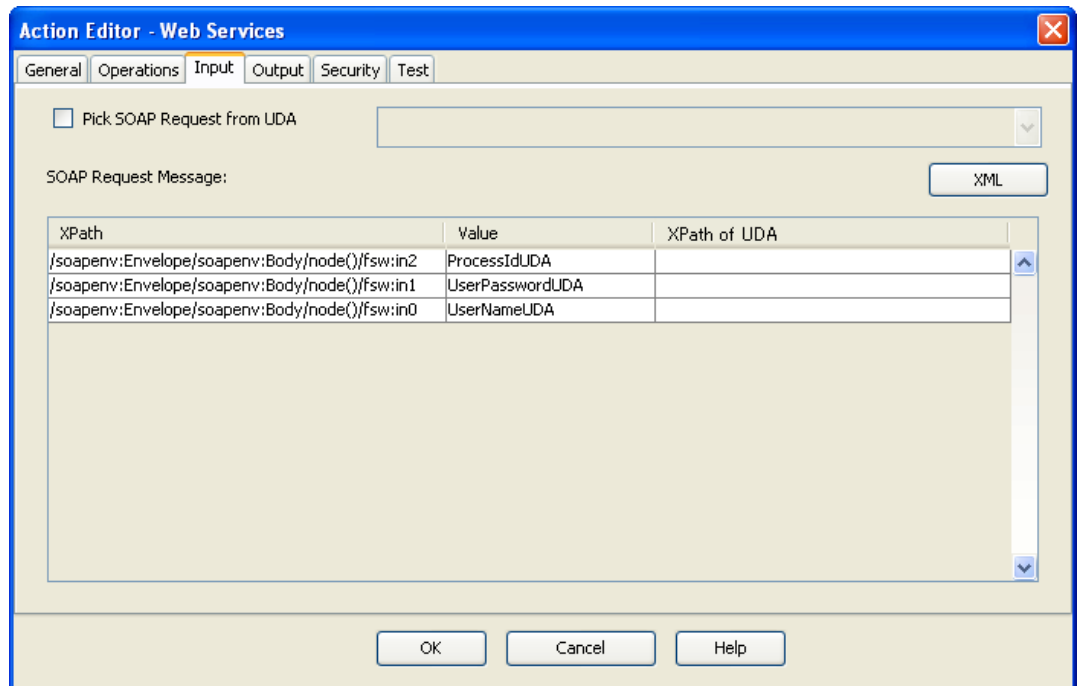 Action Editor - Web Services
General Operations Input Output Security Test
Pick SOAP Request from UDA
SOAP Request Message:
XML
XPath Value XPath of UDA
/soapenv:Envelope/soapenv:Body/node()/fsw:in2 ProcessIdUDA
/soapenv:Envelope/soapenv:Body/node()/fsw:in1 UserPasswordUDA
/soapenv:Envelope/soapenv:Body/node()/fsw:in0 UserNameUDA
OK Cancel Help